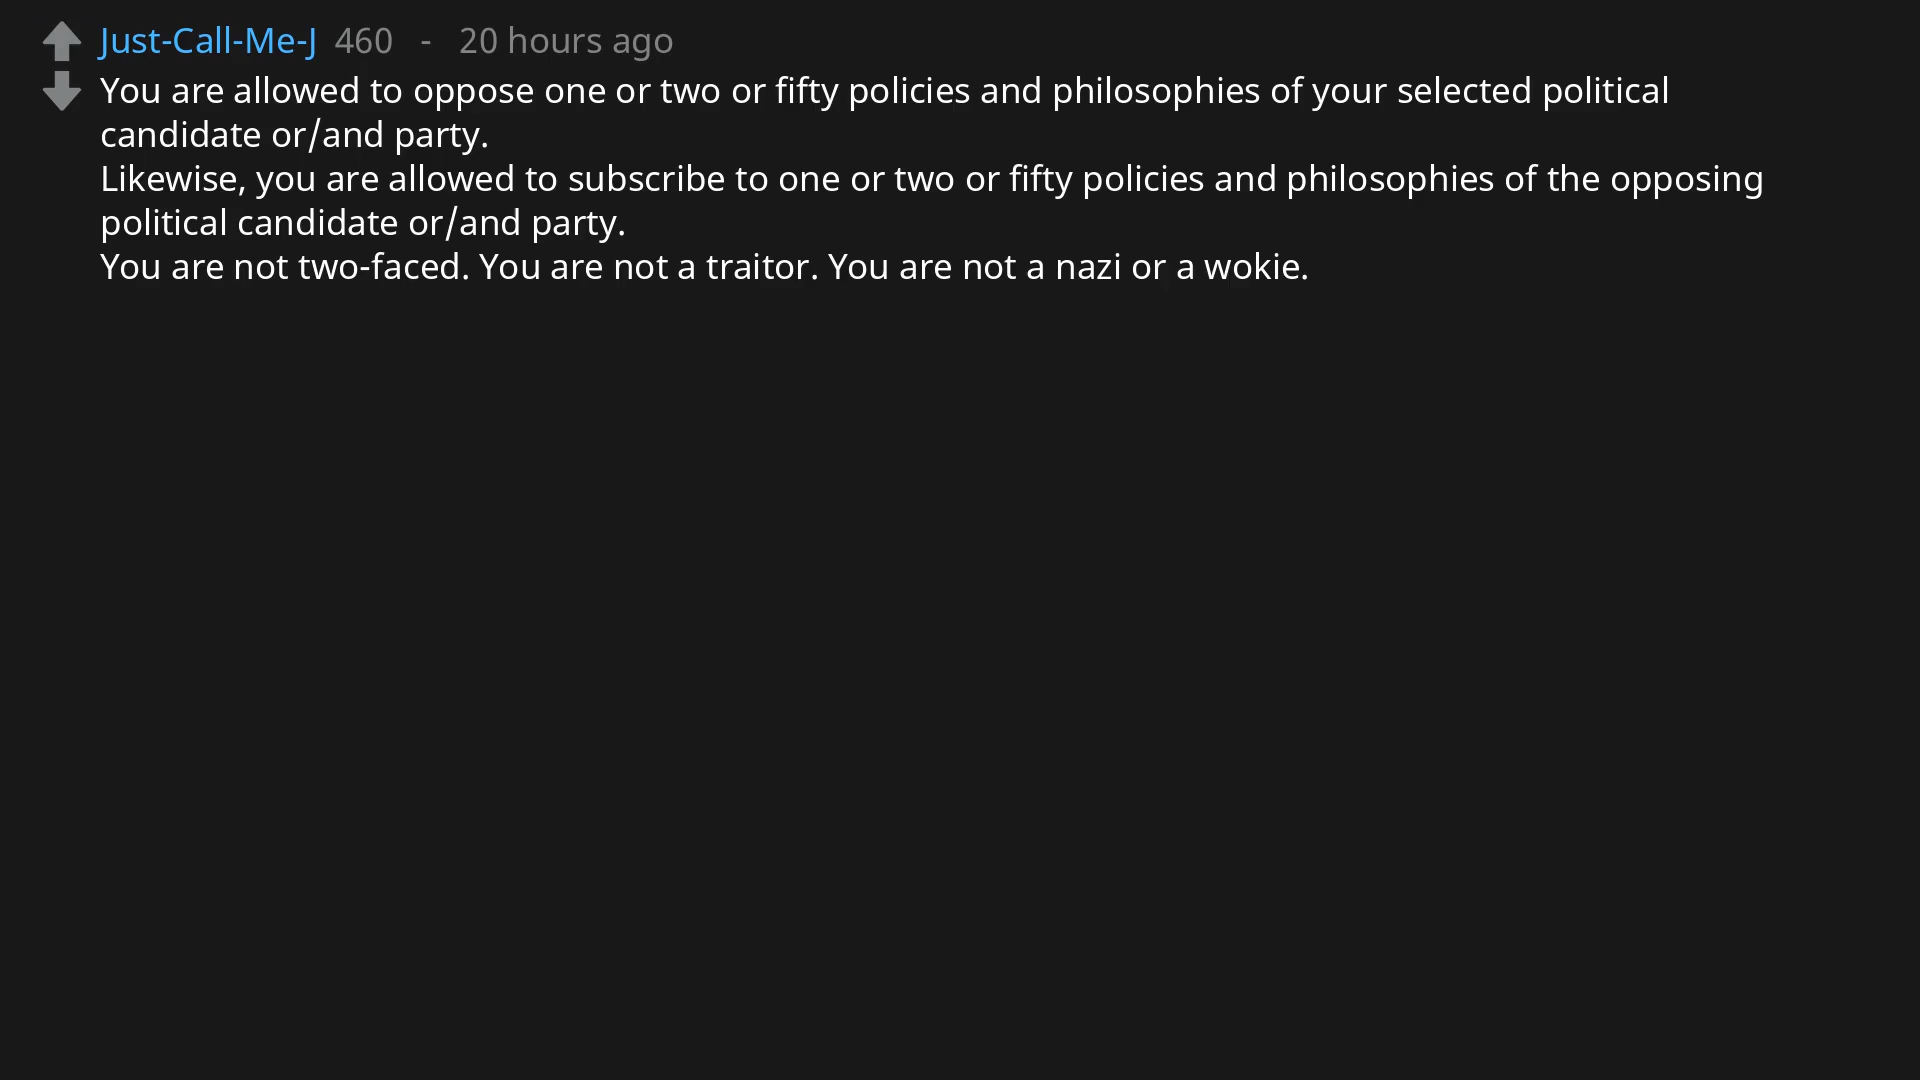 Just-Call-Me-J 460 - 20 hours ago
You are allowed to oppose one or two or fifty policies and philosophies of your selected political
candidate or/and party.
Likewise, you are allowed to subscribe to one or two or fifty policies and philosophies of the opposing
political candidate or/and party.
You are not two-faced. You are not a traitor. You are not a nazi or a wokie.